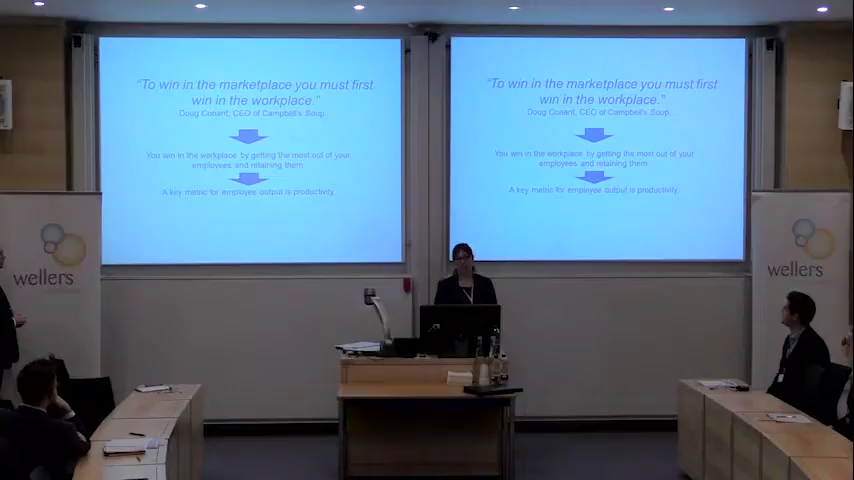 "To win in the marketplace you must first
win in the workplace."
Doug Conant, CEO of Campbell's Soup.
You win in the workplace by getting the most out of your
employees and retaining them
A key metric for employee output is productivity.
"To win in the marketplace you must first
win in the workplace."
Doug Conant, CEO of Campbell's Soup.
You win in the workplace by getting the most out of your
employees and retaining them
A key metric for employee output is productivity.
wellers
wellers